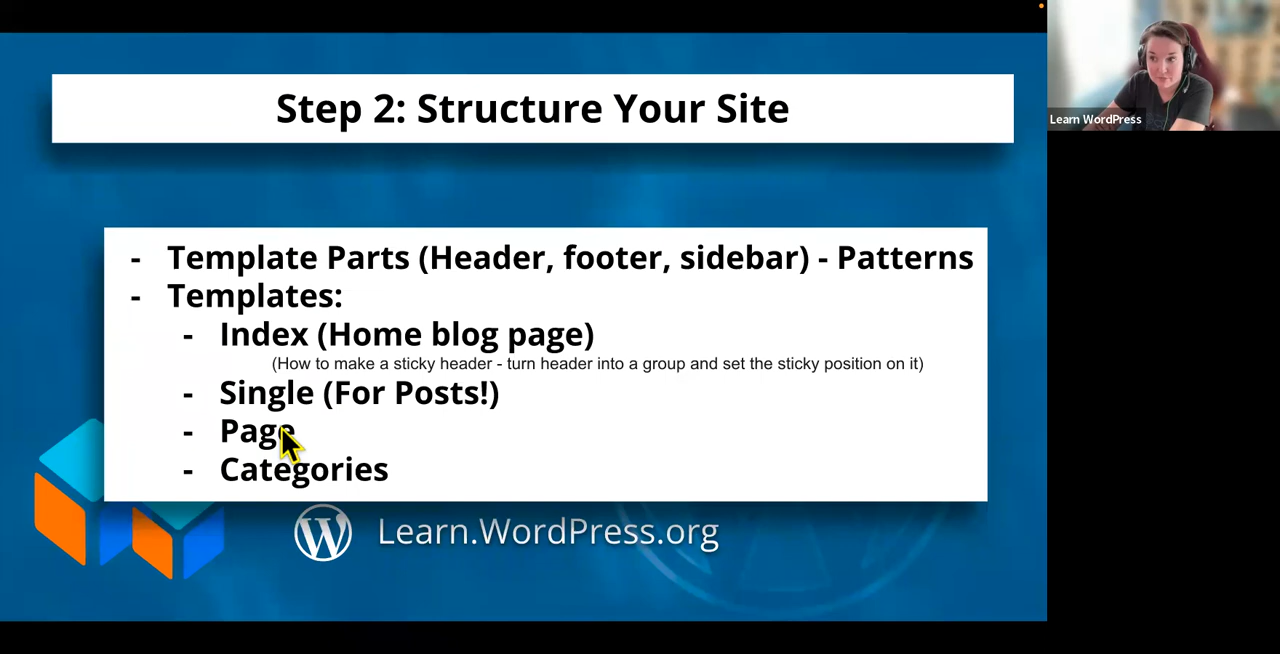 Step 2: Structure Your Site
Learn WordPress
- Template Parts (Header, footer, sidebar) - Patterns
- Templates:
- Index (Home blog page)
(How to make a sticky header - turn header into a group and set the sticky position on it)
- Single (For Posts!)
- Page
- Categories
Learn.WordPress.org